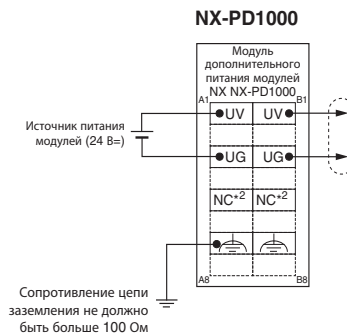 NX-PD1000
Модуль
дополнительного
питания модулей
NX NX-PD1000
A1 B1
UV UV
Источник питания
модулей (24 В=)
UG UG
NC*2 NC*2
A8 B8
Сопротивление цепи
заземления не должно
быть больше 100 Ом